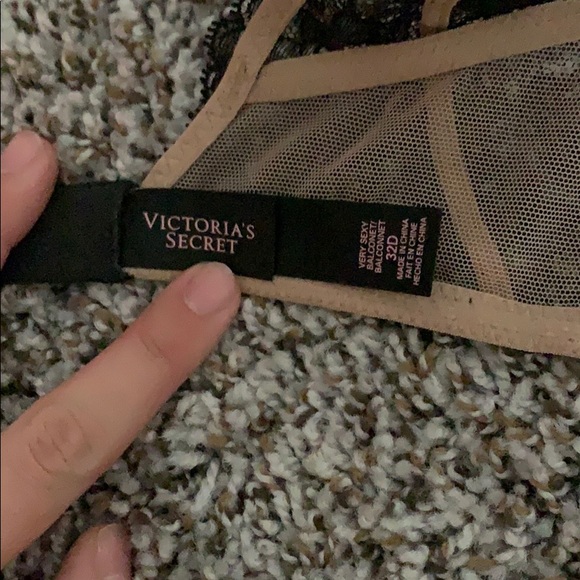 VICTORIA'S
SECRET
VERY SEXY
BALCONET/
BALCONNET
32D
MADE IN CHINA
FAIT EN CHINE
HECHO EN CHINA